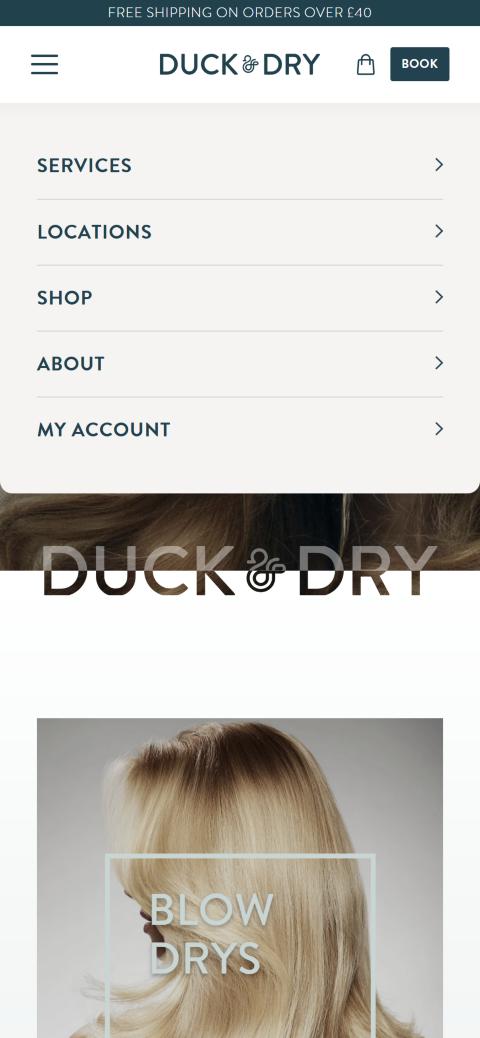 FREE SHIPPING ON ORDERS OVER £40
DUCK & DRY
BOOK
SERVICES
LOCATIONS
SHOP
ABOUT
MY ACCOUNT
DUCK & DRY
BLOW
DRYS